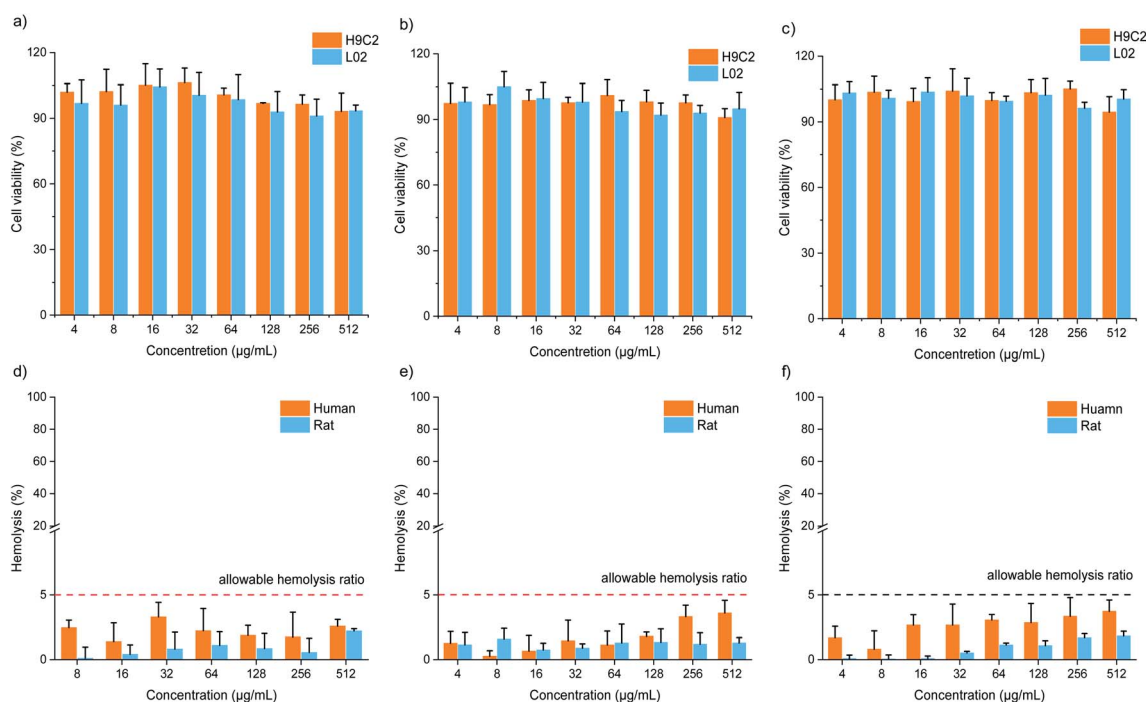 a)
H9C2
L02
120
90
60
30
0
Cell viability (%)
4 8 16 32 64 128 256 512
Concentretion (µg/mL)
b)
H9C2
L02
120
90
60
30
0
Cell viability (%)
4 8 16 32 64 128 256 512
Concentretion (µg/mL)
c)
H9C2
L02
120
90
60
30
0
Cell viability (%)
4 8 16 32 64 128 256 512
Concentretion (µg/mL)
d)
Human
Rat
100
80
60
40
20
5
0
Hemolysis (%)
allowable hemolysis ratio
8 16 32 64 128 256 512
Concentration (µg/mL)
e)
Human
Rat
100
80
60
40
20
5
0
Hemolysis (%)
allowable hemolysis ratio
4 8 16 32 64 128 256 512
Concentration (µg/mL)
f)
Huamn
Rat
100
80
60
40
20
5
0
Hemolysis (%)
allowable hemolysis ratio
4 8 16 32 64 128 256 512
Concentration (µg/mL)